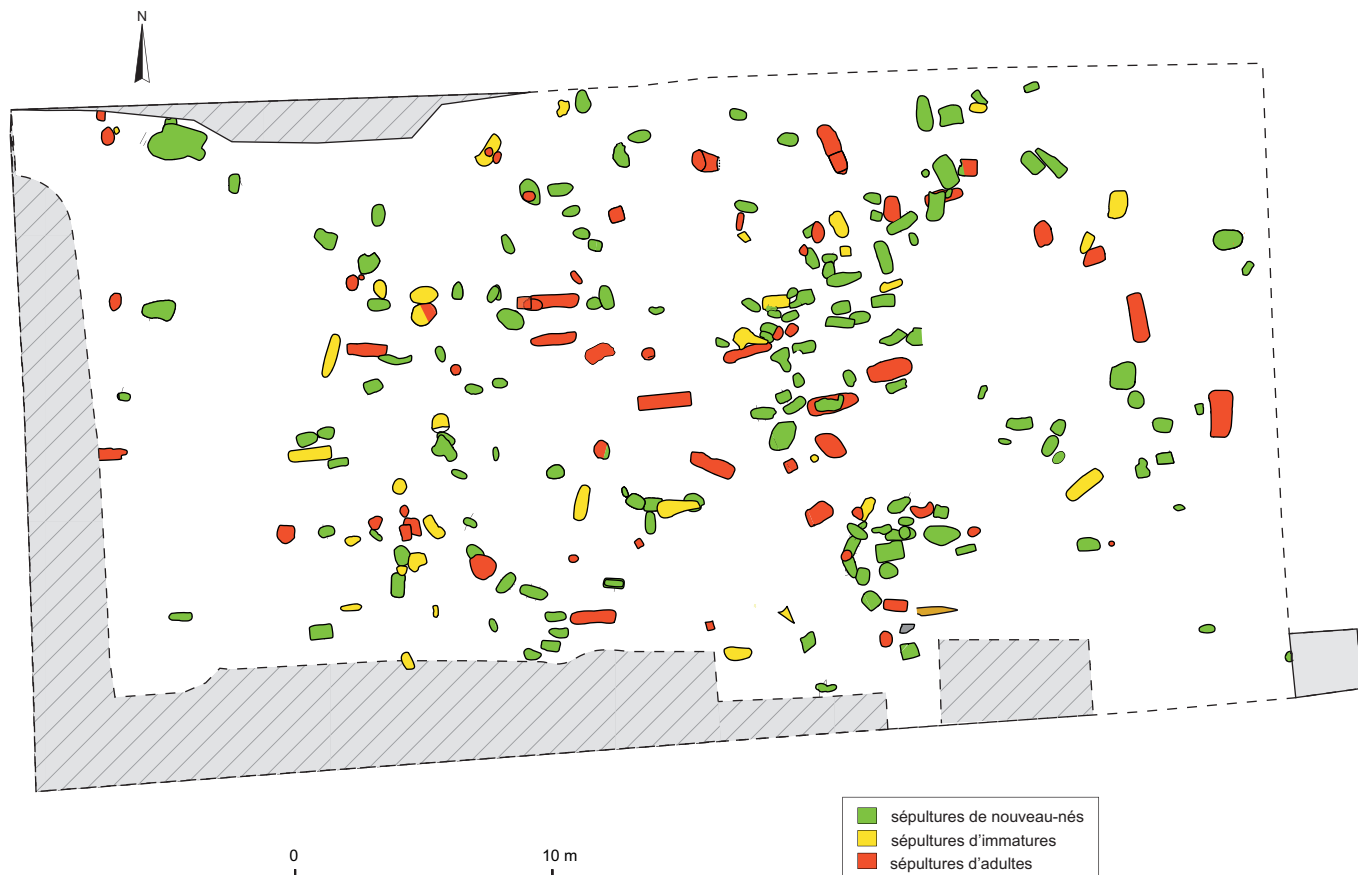 N
sépultures de nouveau-nés
sépultures d'immatures
sépultures d'adultes
0 10 m